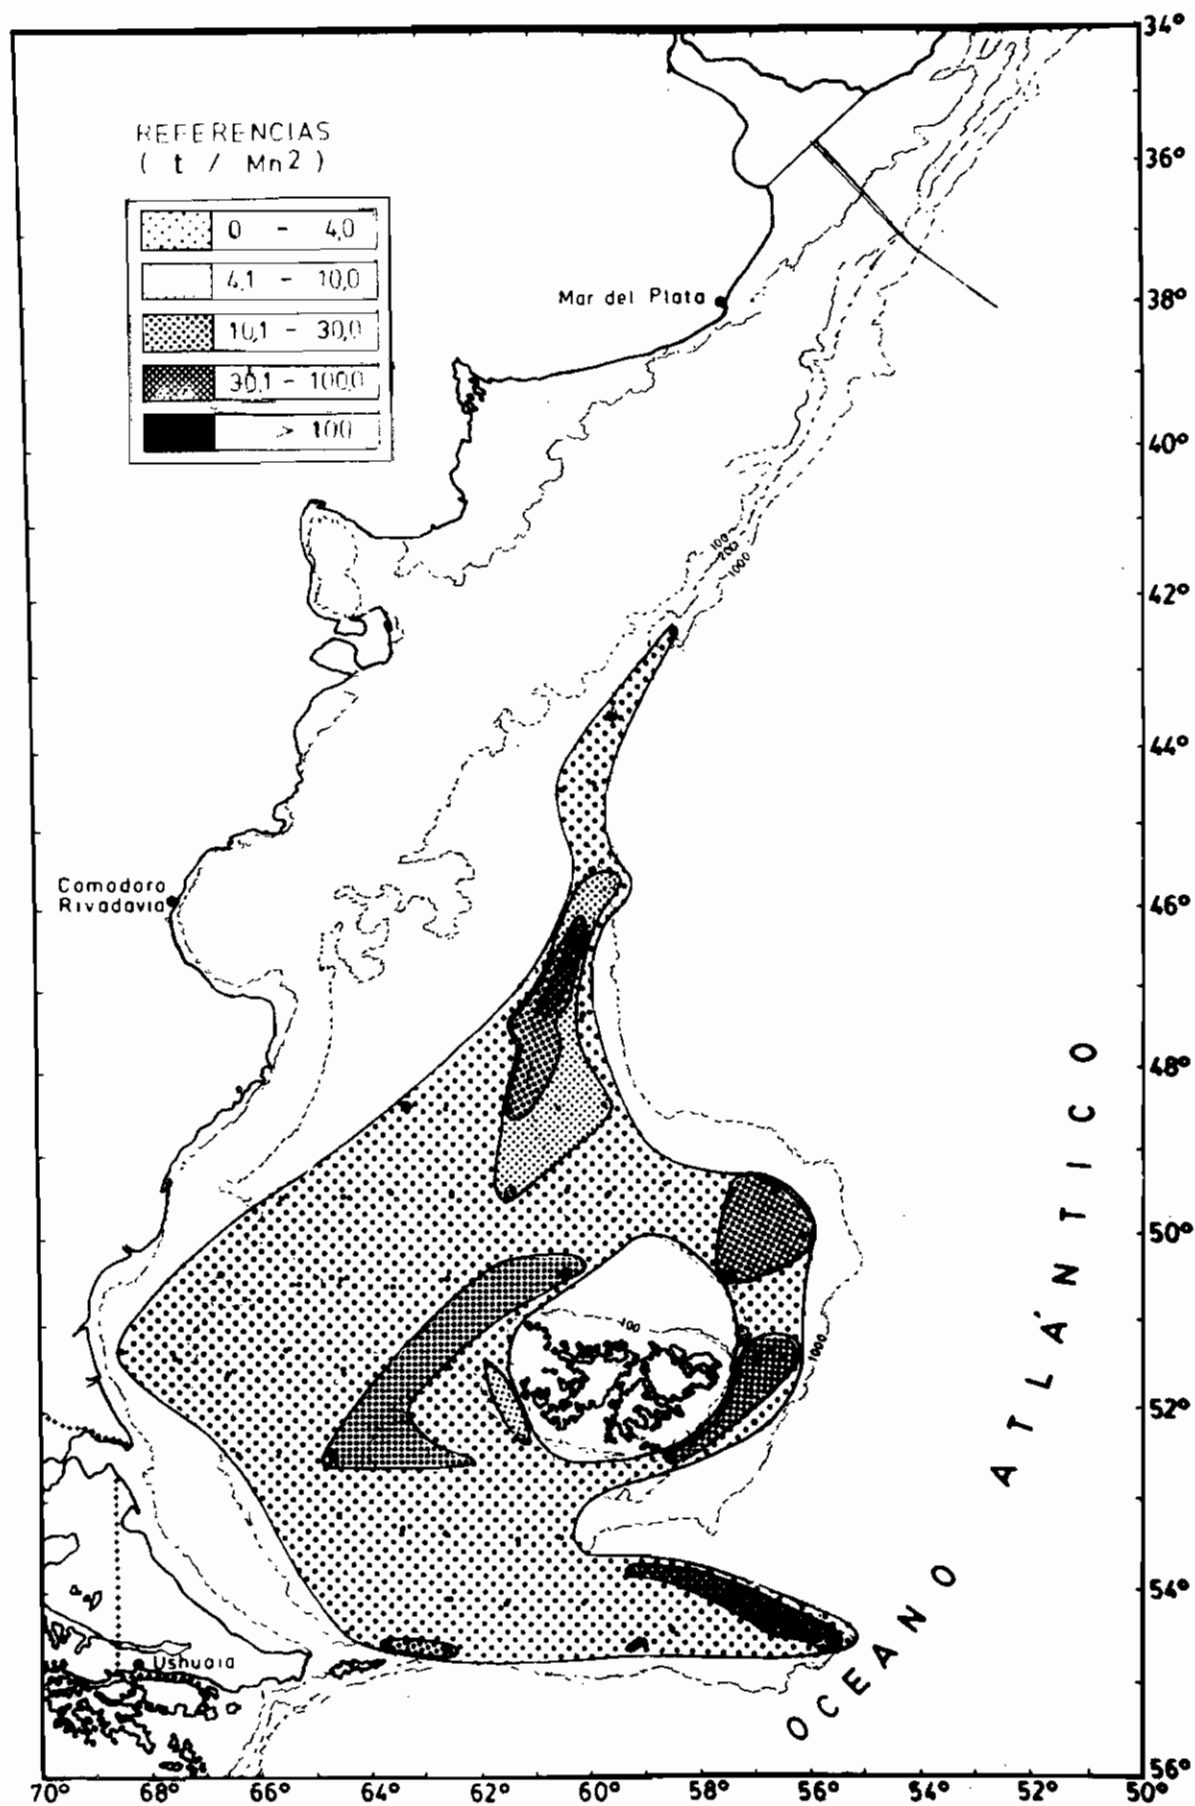 34°
REFERENCIAS
( t / Mn2 )
36°
0 - 4,0
4,1 - 10,0
10,1 - 30,0
30,1 - 100,0
> 100
Mar del Plata
38°
40°
100
200
1000
42°
44°
Comodoro
Rivadavia
46°
48°
50°
100
1000
52°
54°
Ushuaia
OCEANO ATLÁNTICO
56°
70° 68° 66° 64° 62° 60° 58° 56° 54° 52° 50°